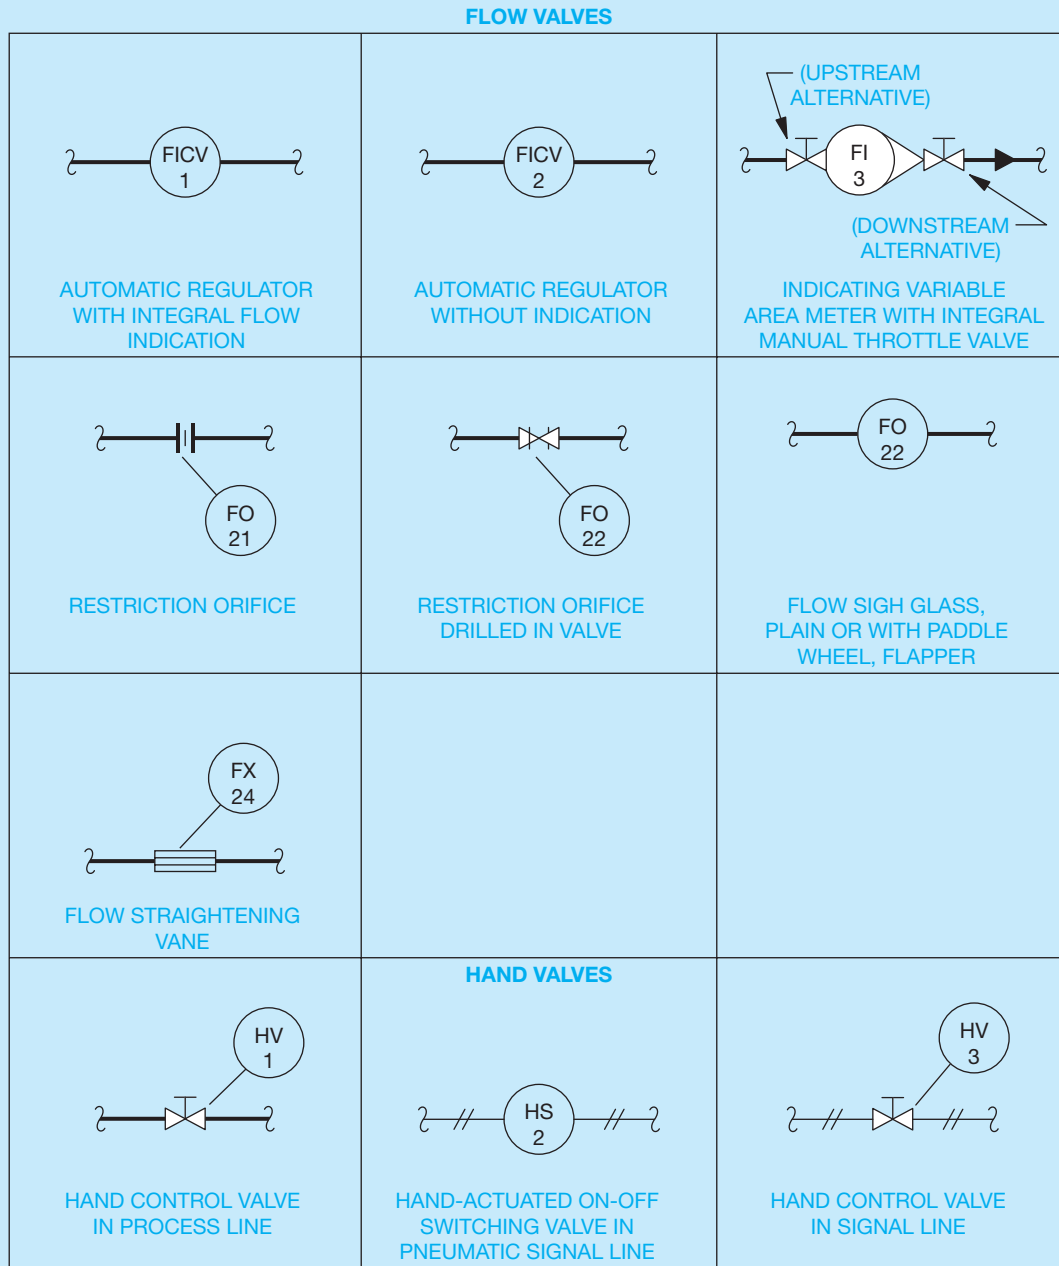 FLOW VALVES
FICV
1
AUTOMATIC REGULATOR
WITH INTEGRAL FLOW
INDICATION
FICV
2
AUTOMATIC REGULATOR
WITHOUT INDICATION
(UPSTREAM
ALTERNATIVE)
FI
3
(DOWNSTREAM
ALTERNATIVE)
INDICATING VARIABLE
AREA METER WITH INTEGRAL
MANUAL THROTTLE VALVE
FO
21
RESTRICTION ORIFICE
FO
22
RESTRICTION ORIFICE
DRILLED IN VALVE
FO
22
FLOW SIGH GLASS,
PLAIN OR WITH PADDLE
WHEEL, FLAPPER
FX
24
FLOW STRAIGHTENING
VANE
HAND VALVES
HV
1
HAND CONTROL VALVE
IN PROCESS LINE
HS
2
HAND-ACTUATED ON-OFF
SWITCHING VALVE IN
PNEUMATIC SIGNAL LINE
HV
3
HAND CONTROL VALVE
IN SIGNAL LINE